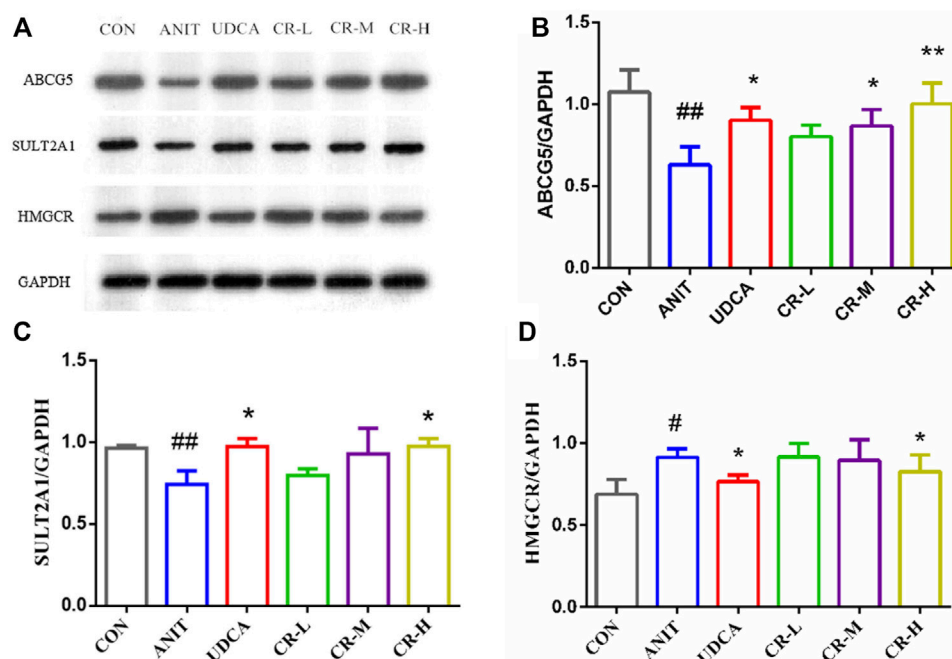 A
CON ANIT UDCA CR-L CR-M CR-H
ABCG5
SULT2A1
HMGCR
GAPDH
B
ABCG5/GAPDH
1.5
1.0
0.5
0.0
##
*
*
**
CON ANIT UDCA CR-L CR-M CR-H
C
SULT2A1/GAPDH
1.5
1.0
0.5
0.0
##
*
*
CON ANIT UDCA CR-L CR-M CR-H
D
HMGCR/GAPDH
1.5
1.0
0.5
0.0
#
*
*
CON ANIT UDCA CR-L CR-M CR-H